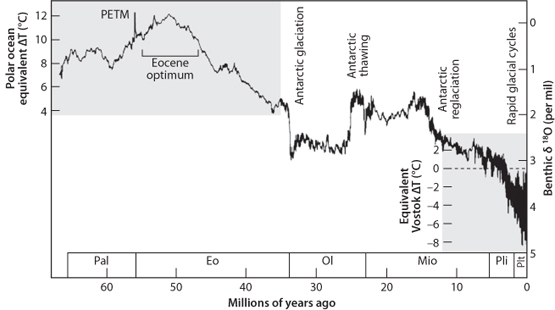 Polar ocean
equivalent ΔT (°C)
12
10
8
6
4
PETM
Eocene
optimum
Antarctic glaciation
Antarctic
thawing
Antarctic
reglaciation
Rapid glacial cycles
0
1
2
3
4
5
Benthic δ ¹⁸O (per mil)
Equivalent
Vostok ΔT (°C)
2
0
−2
−4
−6
−8
Pal
Eo
Ol
Mio
Pli
Plt
60
50
40
30
20
10
0
Millions of years ago